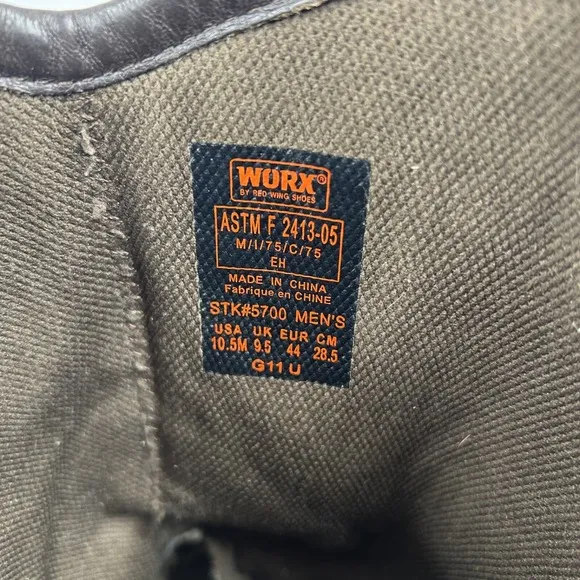 WORX®
BY RED WING SHOES
ASTM F 2413-05
M/I/75/C/75
EH
MADE IN CHINA
Fabrique en CHINE
STK#5700 MEN'S
USA UK EUR CM
10.5M 9.5 44 28.5
G11 U